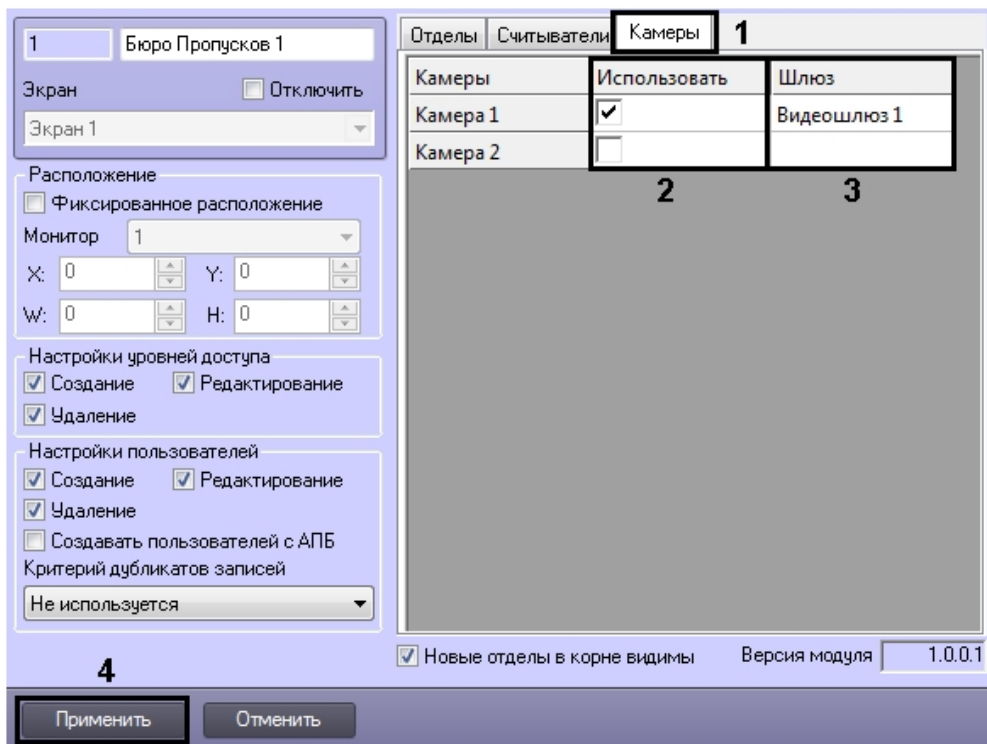 1 Бюро Пропусков 1
Экран Отключить
Экран 1
Расположение
Фиксированное расположение
Монитор 1
X: 0 Y: 0
W: 0 H: 0
Настройки уровней доступа
Создание Редактирование
Удаление
Настройки пользователей
Создание Редактирование
Удаление
Создавать пользователей с АПБ
Критерий дубликатов записей
Не используется
4
Применить Отменить
Отделы Считыватели Камеры 1
Камеры Использовать Шлюз
Камера 1 Видеошлюз 1
Камера 2
2 3
Новые отделы в корне видимы Версия модуля 1.0.0.1